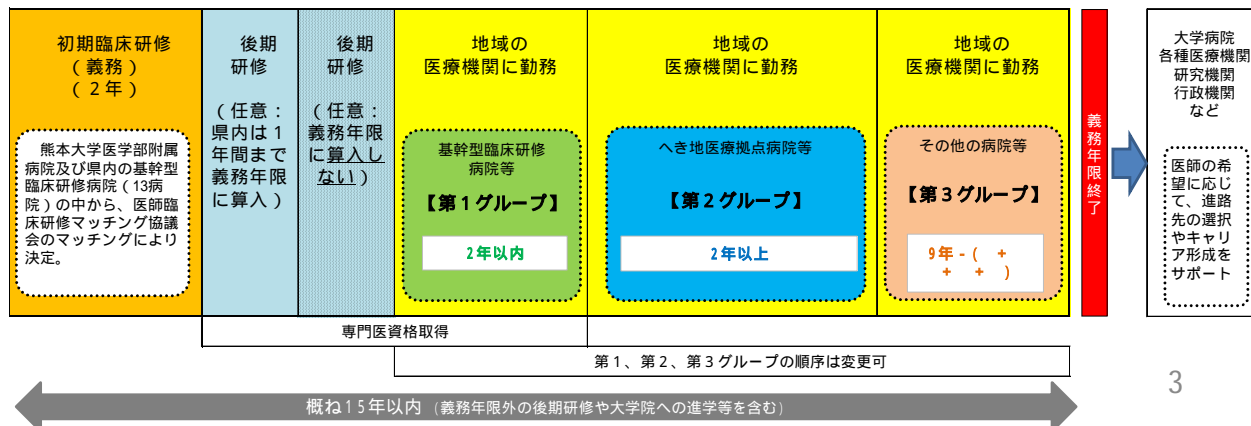 初期臨床研修
（義務）
（２年）
熊本大学医学部附属
病院及び県内の基幹型
臨床研修病院（13病
院）の中から、医師臨
床研修マッチング協議
会のマッチングにより
決定。
後期
研修
（任意：
県内は１
年間まで
義務年限
に算入）
後期
研修
（任意：
義務年限
に算入し
ない）
地域の
医療機関に勤務
基幹型臨床研修
病院等
【第１グループ】
2年以内
地域の
医療機関に勤務
へき地医療拠点病院等
【第２グループ】
2年以上
地域の
医療機関に勤務
その他の病院等
【第３グループ】
9年-（ +
+ + ）
義務年限終了
大学病院
各種医療機関
研究機関
行政機関
など
医師の希
望に応じ
て、進路
先の選択
やキャリ
ア形成を
サポート
専門医資格取得
第１、第２、第３グループの順序は変更可
3
概ね15年以内（義務年限外の後期研修や大学院への進学等を含む）